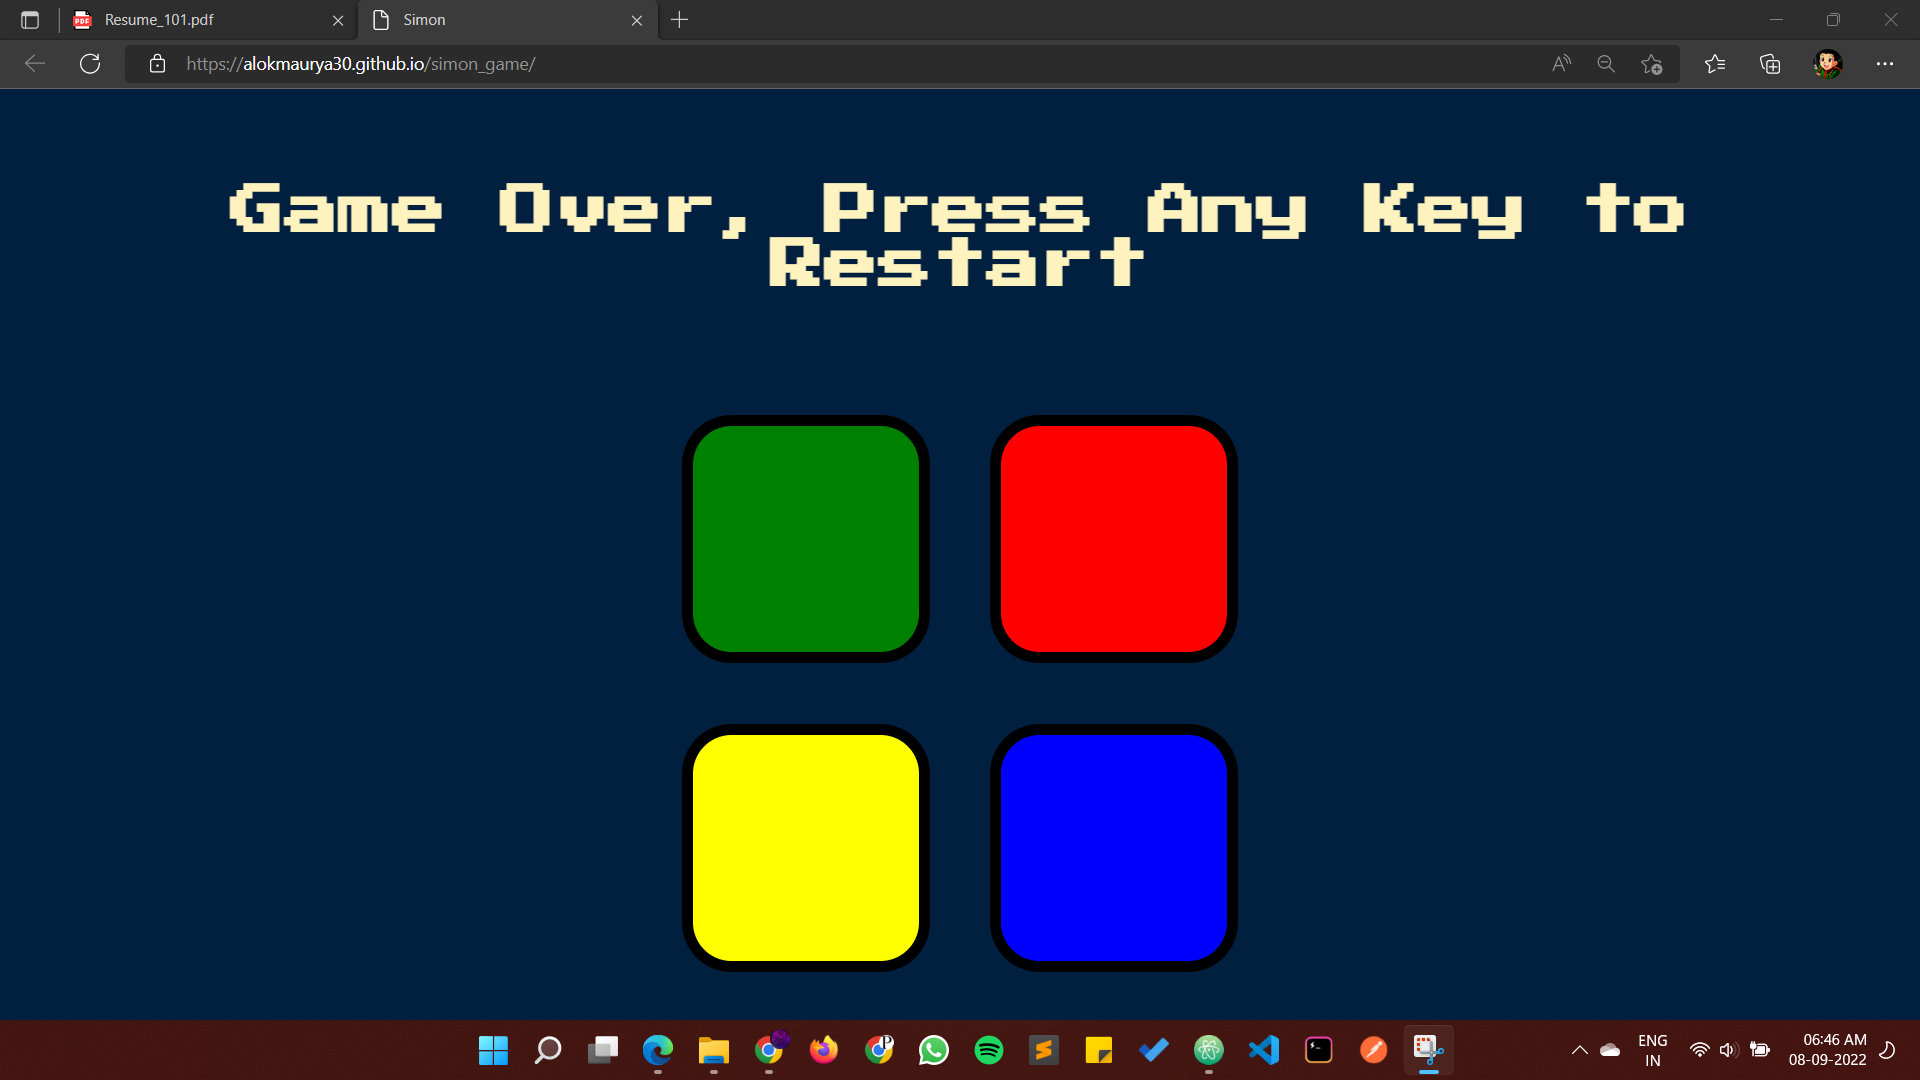 Resume_101.pdf
Simon
https://alokmaurya30.github.io/simon_game/
Game Over, Press Any Key to
Restart
ENG
IN
06:46 AM
08-09-2022